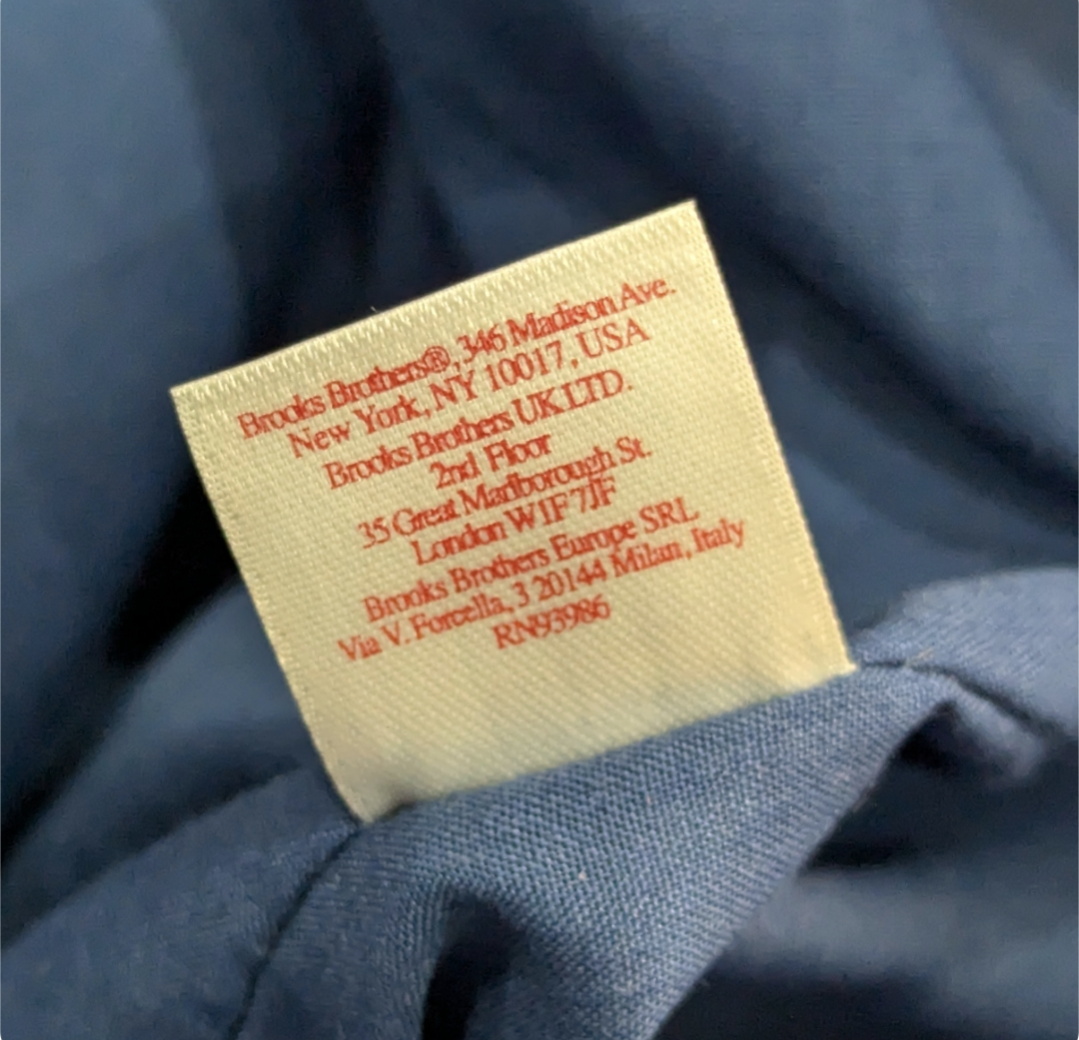 Brooks Brothers®, 346 Madison Ave.
New York, NY 10017, USA
Brooks Brothers UK LTD.
2nd Floor
35 Great Marlborough St.
London W1F 7JF
Brooks Brothers Europe SRL
Via V. Forcella, 3 20144 Milan, Italy
RN93986